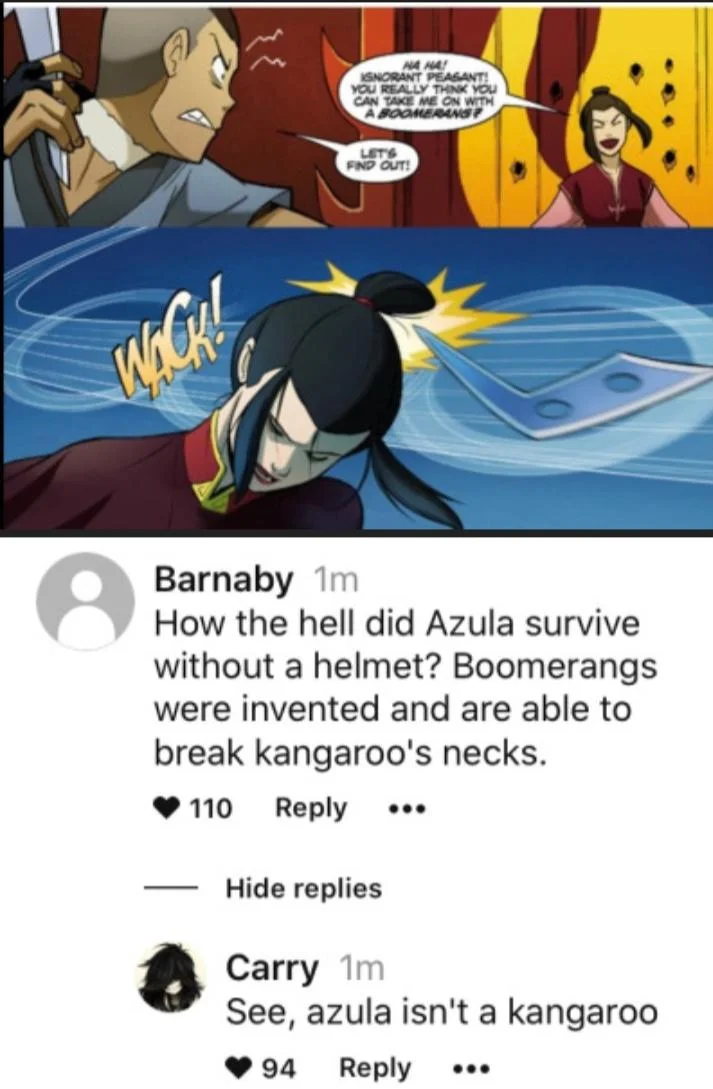 HA HA!
IGNORANT PEASANT!
YOU REALLY THINK YOU
CAN TAKE ME ON WITH
A BOOMERANG?
LET'S
FIND OUT!
WACK!
Barnaby 1m
How the hell did Azula survive
without a helmet? Boomerangs
were invented and are able to
break kangaroo's necks.
110 Reply •••
Hide replies
Carry 1m
See, azula isn't a kangaroo
94 Reply •••